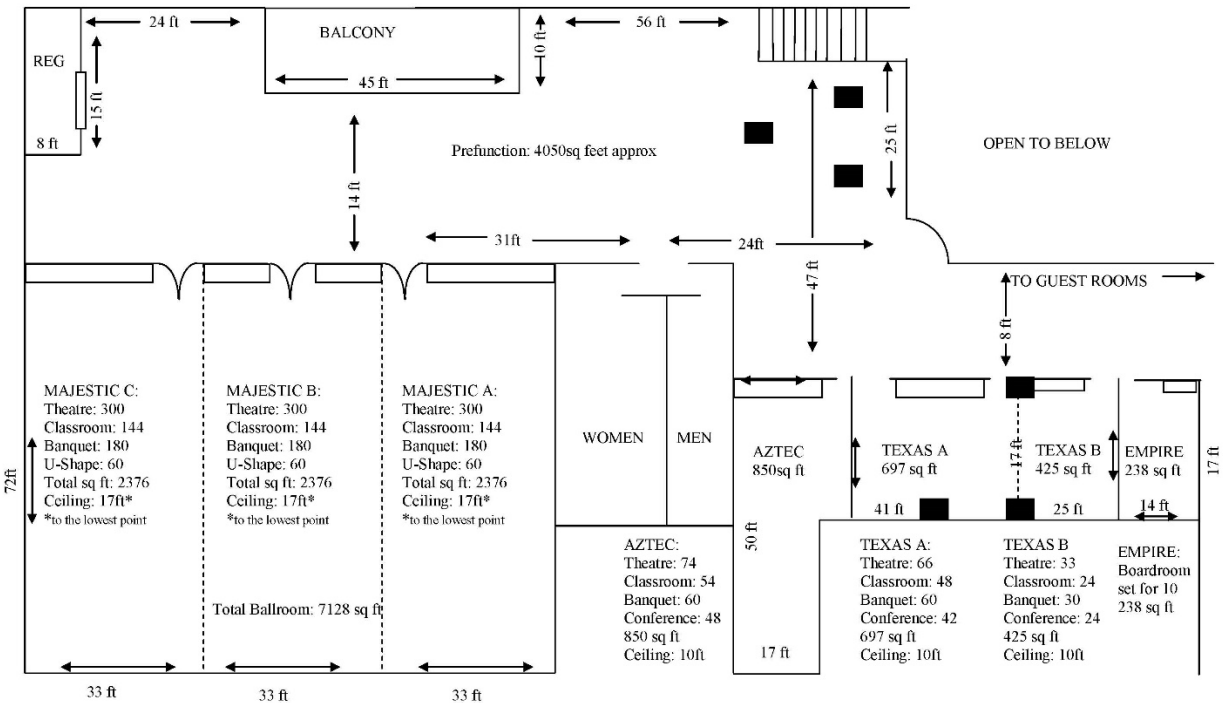 24 ft
BALCONY
10 ft
56 ft
REG
45 ft
15 ft
8 ft
25 ft
OPEN TO BELOW
Prefunction: 4050sq feet approx
14 ft
31ft
24ft
47 ft
TO GUEST ROOMS
8 ft
MAJESTIC C:
Theatre: 300
Classroom: 144
Banquet: 180
U-Shape: 60
Total sq ft: 2376
Ceiling: 17ft*
*to the lowest point
MAJESTIC B:
Theatre: 300
Classroom: 144
Banquet: 180
U-Shape: 60
Total sq ft: 2376
Ceiling: 17ft*
*to the lowest point
MAJESTIC A:
Theatre: 300
Classroom: 144
Banquet: 180
U-Shape: 60
Total sq ft: 2376
Ceiling: 17ft*
*to the lowest point
72ft
WOMEN
MEN
AZTEC
850sq ft
TEXAS A
697 sq ft
17 ft
TEXAS B
425 sq ft
EMPIRE
238 sq ft
17 ft
41 ft
25 ft
14 ft
50 ft
AZTEC:
Theatre: 74
Classroom: 54
Banquet: 60
Conference: 48
850 sq ft
Ceiling: 10ft
TEXAS A:
Theatre: 66
Classroom: 48
Banquet: 60
Conference: 42
697 sq ft
Ceiling: 10ft
TEXAS B
Theatre: 33
Classroom: 24
Banquet: 30
Conference: 24
425 sq ft
Ceiling: 10ft
EMPIRE:
Boardroom
set for 10
238 sq ft
Total Ballroom: 7128 sq ft
17 ft
33 ft
33 ft
33 ft